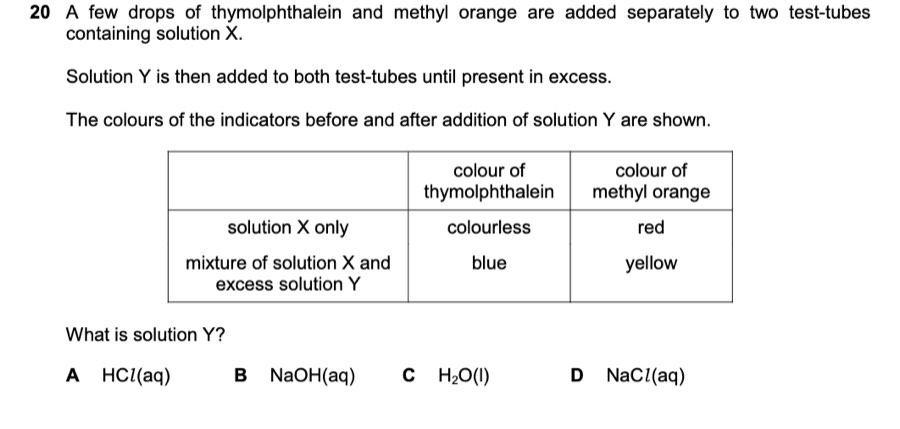 20 A few drops of thymolphthalein and methyl orange are added separately to two test-tubes
containing solution X.
Solution Y is then added to both test-tubes until present in excess.
The colours of the indicators before and after addition of solution Y are shown.
colour of thymolphthalein colour of methyl orange
solution X only colourless red
mixture of solution X and excess solution Y blue yellow
What is solution Y?
A HCl(aq) B NaOH(aq) C H₂O(l) D NaCl(aq)